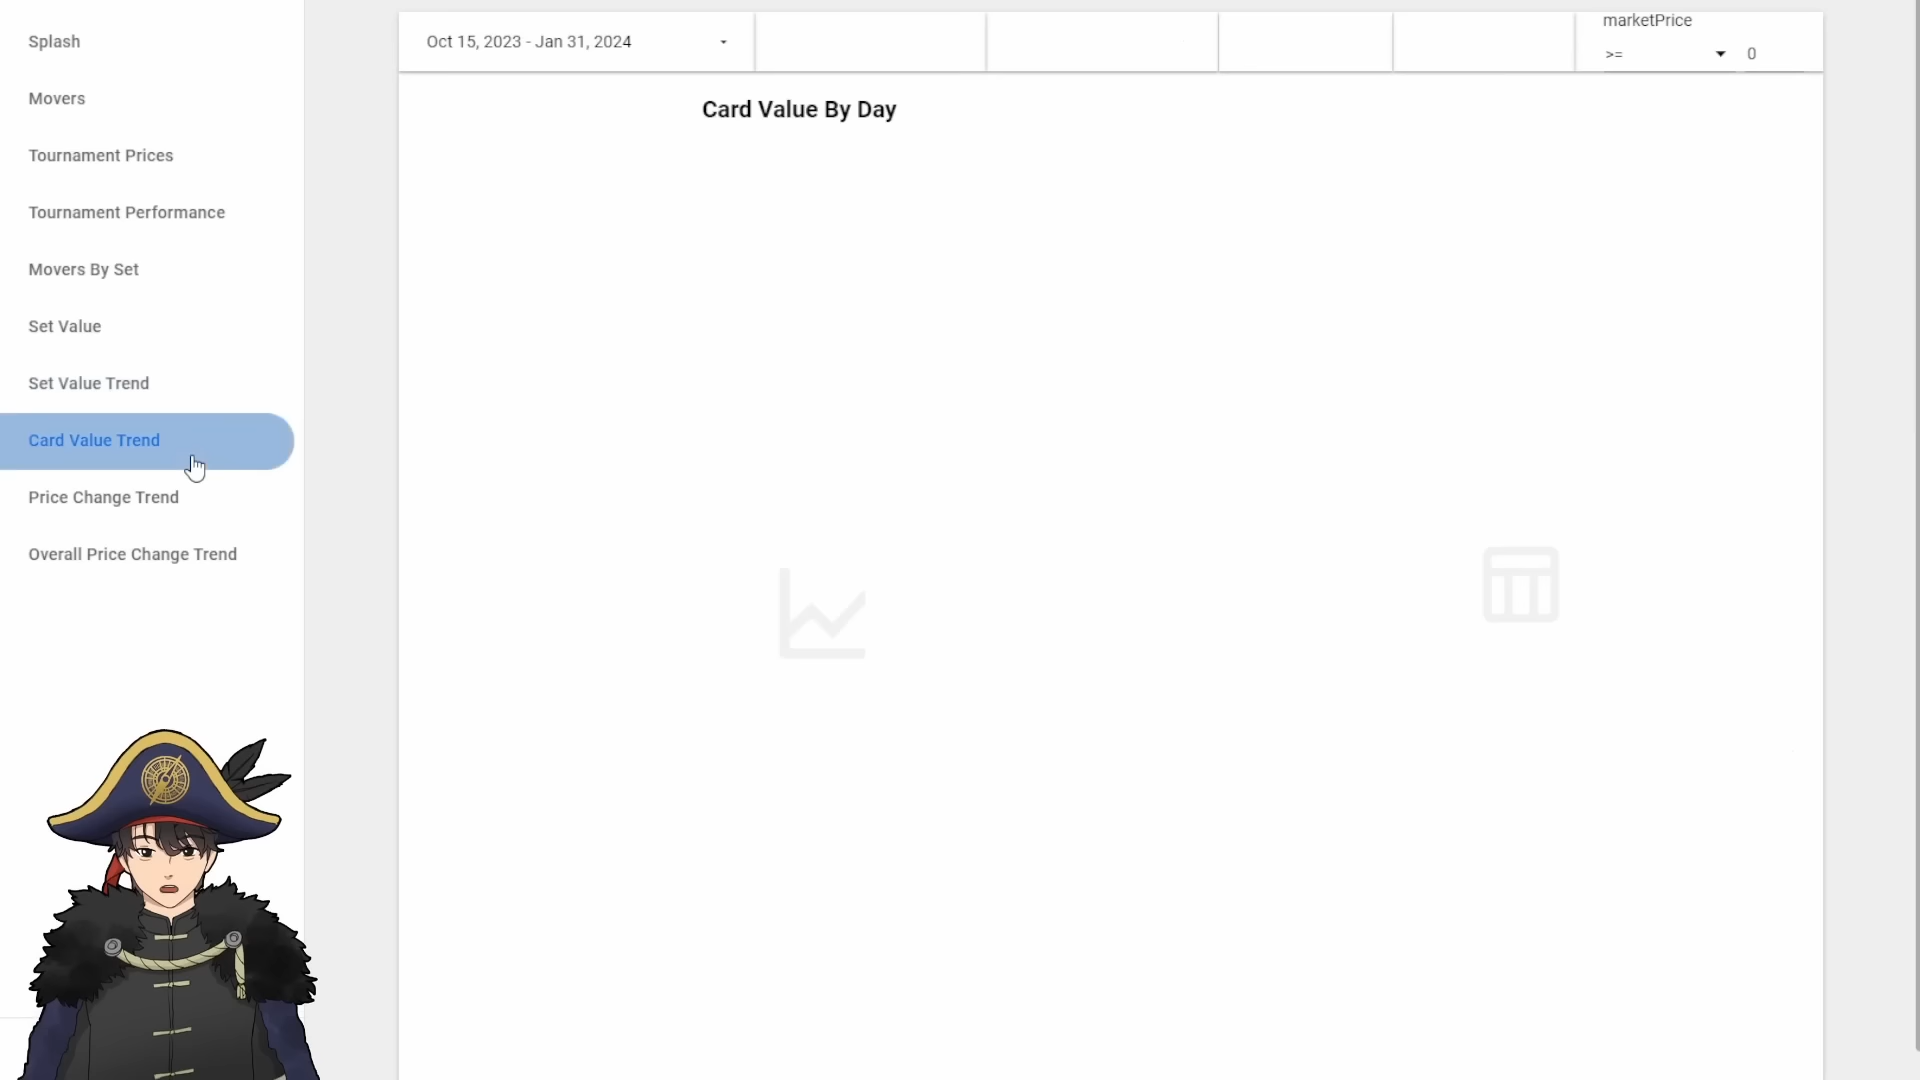 Splash
Movers
Tournament Prices
Tournament Performance
Movers By Set
Set Value
Set Value Trend
Card Value Trend
Price Change Trend
Overall Price Change Trend
Oct 15, 2023 - Jan 31, 2024
marketPrice
>= 0
Card Value By Day